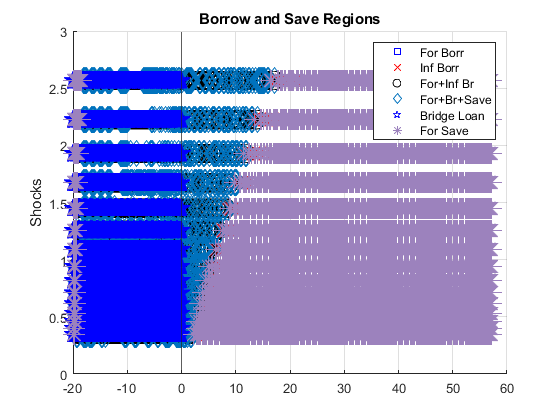 Borrow and Save Regions
3
2.5
2
1.5
1
0.5
0
Shocks
-20
-10
0
10
20
30
40
50
60
For Borr
Inf Borr
For+Inf Br
For+Br+Save
Bridge Loan
For Save